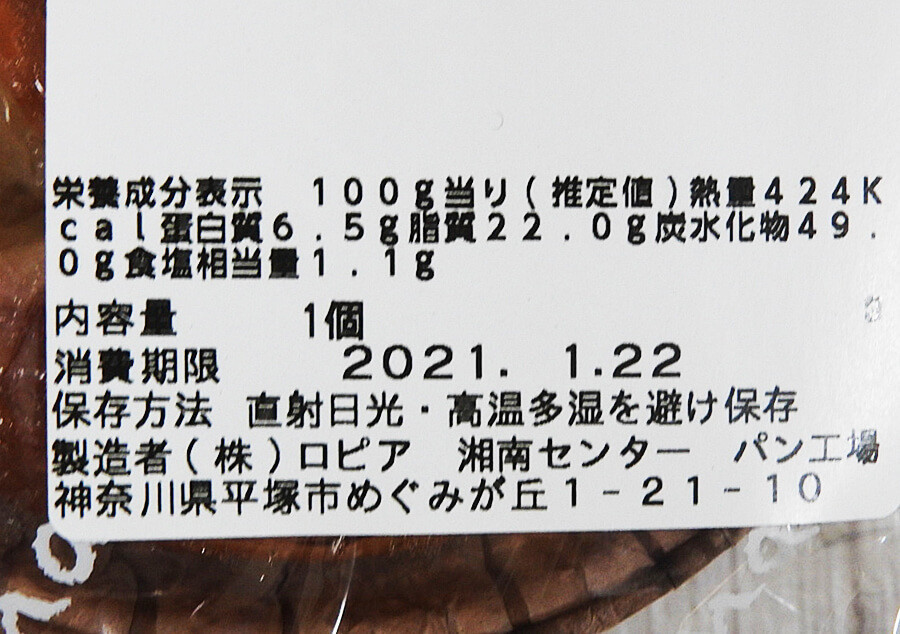 栄養成分表示　100g当り(推定値)熱量424K
cal蛋白質6.5g脂質22.0g炭水化物49.
0g食塩相当量1.1g
内容量　1個
消費期限　2021. 1.22
保存方法　直射日光・高温多湿を避け保存
製造者(株)ロピア　湘南センター　パン工場
神奈川県平塚市めぐみが丘1-21-10